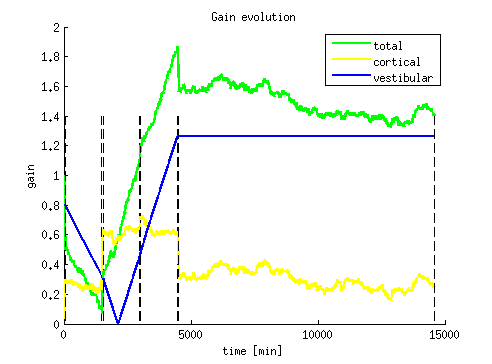 Gain evolution
total
cortical
vestibular
2
1.8
1.6
1.4
1.2
1
0.8
0.6
0.4
0.2
0
gain
0
5000
10000
15000
time [min]